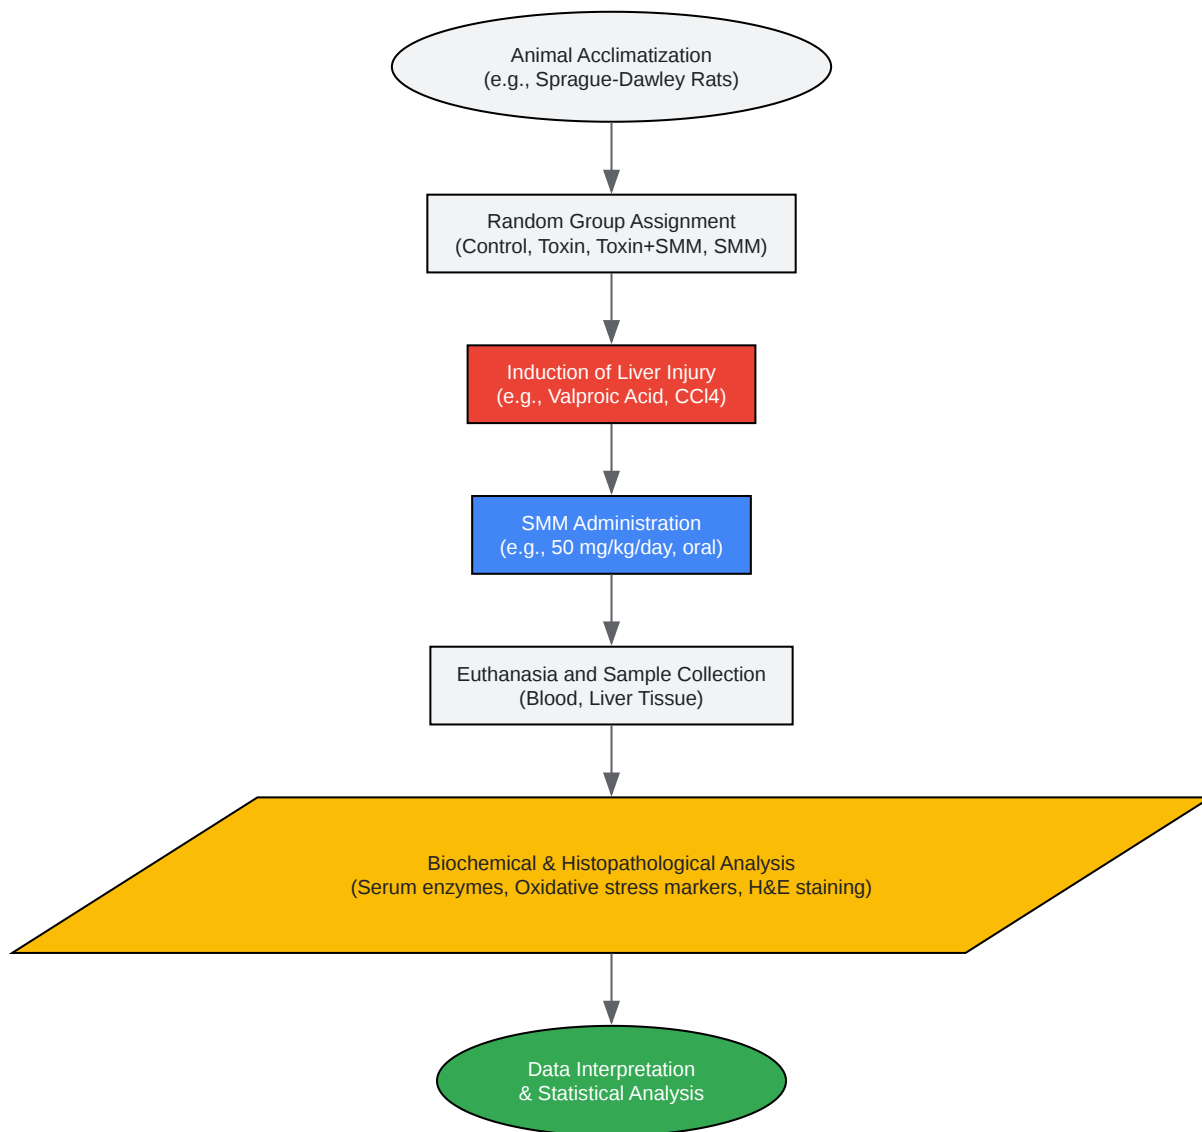 Animal Acclimatization
(e.g., Sprague-Dawley Rats)
Random Group Assignment
(Control, Toxin, Toxin+SMM, SMM)
Induction of Liver Injury
(e.g., Valproic Acid, CCl4)
SMM Administration
(e.g., 50 mg/kg/day, oral)
Euthanasia and Sample Collection
(Blood, Liver Tissue)
Biochemical & Histopathological Analysis
(Serum enzymes, Oxidative stress markers, H&E staining)
Data Interpretation
& Statistical Analysis